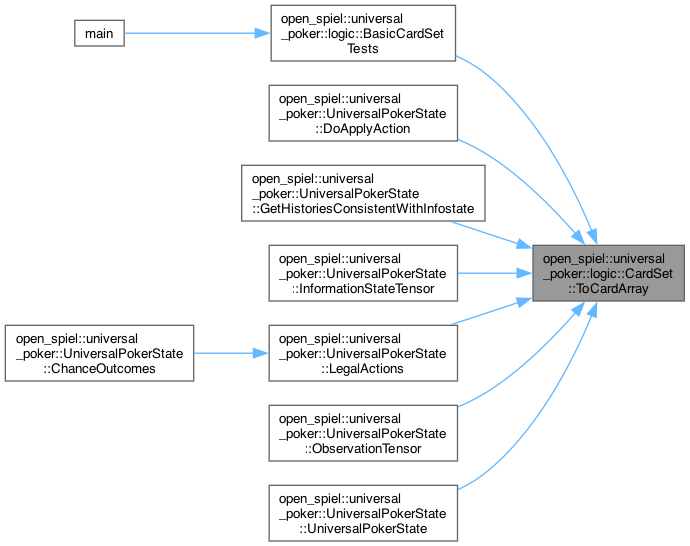 main
open_spiel::universal
_poker::logic::BasicCardSet
Tests
open_spiel::universal
_poker::UniversalPokerState
::DoApplyAction
open_spiel::universal
_poker::UniversalPokerState
::GetHistoriesConsistentWithInfostate
open_spiel::universal
_poker::UniversalPokerState
::InformationStateTensor
open_spiel::universal
_poker::logic::CardSet
::ToCardArray
open_spiel::universal
_poker::UniversalPokerState
::ChanceOutcomes
open_spiel::universal
_poker::UniversalPokerState
::LegalActions
open_spiel::universal
_poker::UniversalPokerState
::ObservationTensor
open_spiel::universal
_poker::UniversalPokerState
::UniversalPokerState